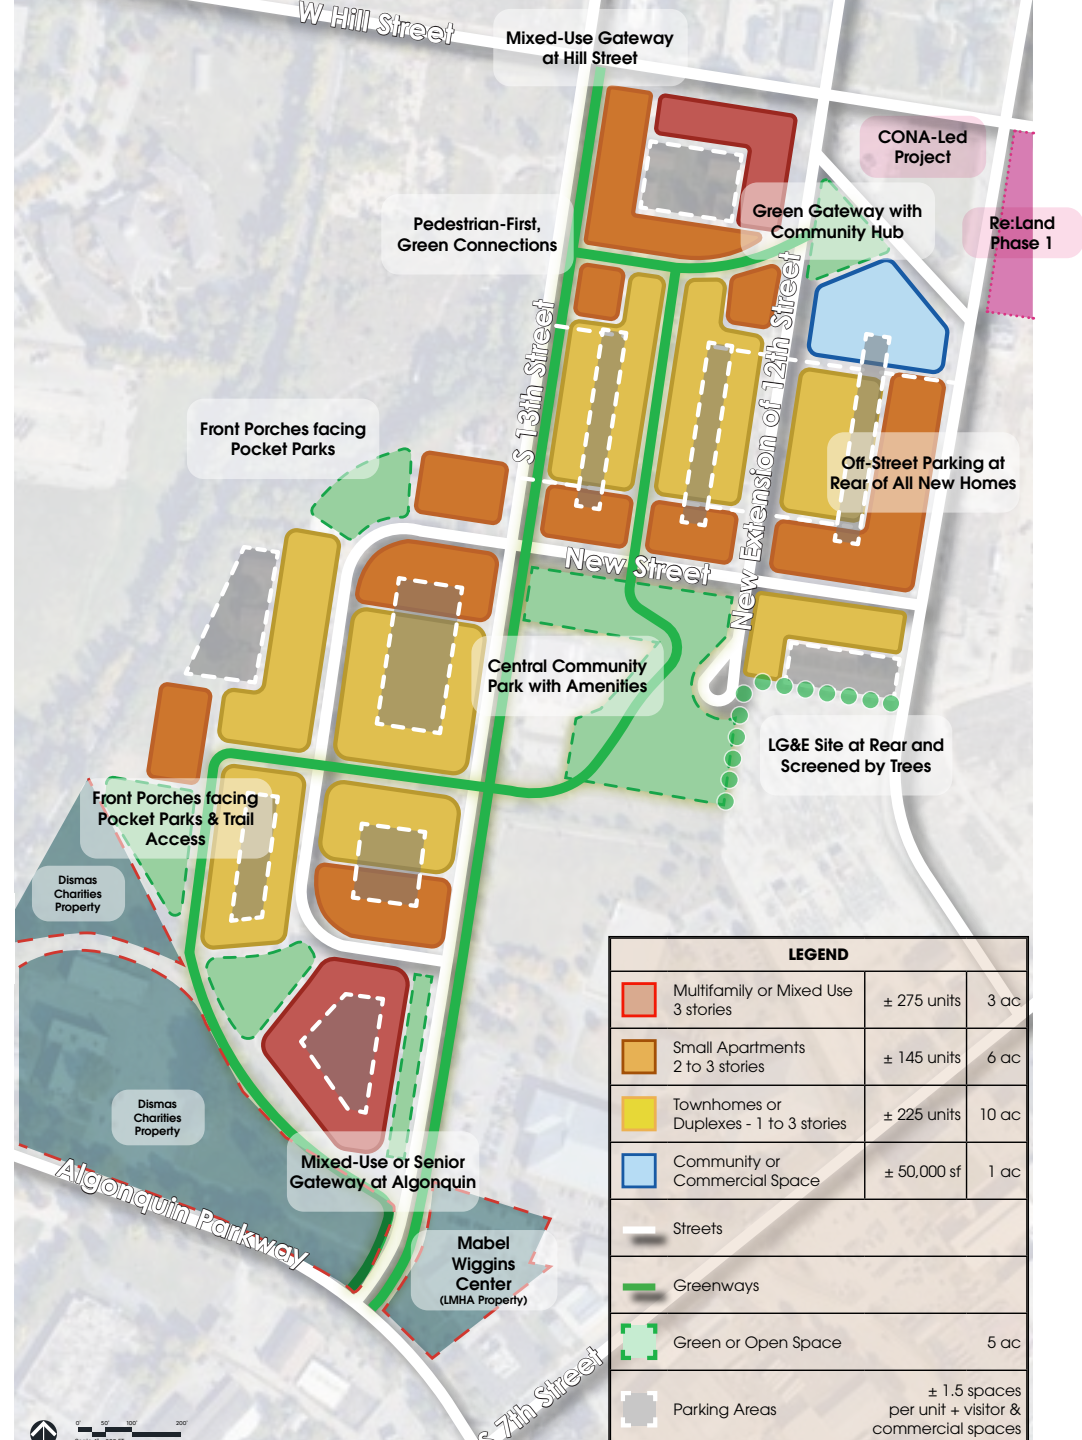 W Hill Street
Mixed-Use Gateway
at Hill Street
CONA-Led
Project
Re:Land
Phase 1
Green Gateway with
Community Hub
Pedestrian-First,
Green Connections
S 13th Street
New Extension of 12th Street
Front Porches facing
Pocket Parks
Off-Street Parking at
Rear of All New Homes
New Street
Central Community
Park with Amenities
LG&E Site at Rear and
Screened by Trees
Front Porches facing
Pocket Parks & Trail
Access
Dismas
Charities
Property
Dismas
Charities
Property
Mixed-Use or Senior
Gateway at Algonquin
Algonquin Parkway
Mabel
Wiggins
Center
(LMHA Property)
S 7th Street
LEGEND
Multifamily or Mixed Use
3 stories
± 275 units
3 ac
Small Apartments
2 to 3 stories
± 145 units
6 ac
Townhomes or
Duplexes - 1 to 3 stories
± 225 units
10 ac
Community or
Commercial Space
± 50,000 sf
1 ac
Streets
Greenways
Green or Open Space
5 ac
Parking Areas
± 1.5 spaces
per unit + visitor &
commercial spaces
0' 50' 100' 200'